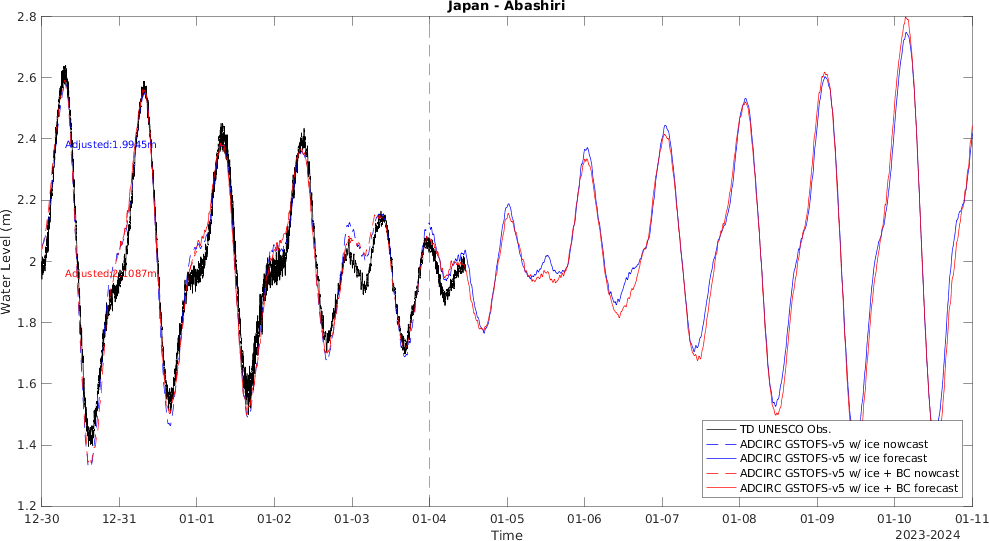 Japan - Abashiri
2.8
2.6
2.4
2.2
2
1.8
1.6
1.4
1.2
Water Level (m)
Adjusted:1.9945m
Adjusted:2.1087m
TD UNESCO Obs.
ADCIRC GSTOFS-v5 w/ ice nowcast
ADCIRC GSTOFS-v5 w/ ice forecast
ADCIRC GSTOFS-v5 w/ ice + BC nowcast
ADCIRC GSTOFS-v5 w/ ice + BC forecast
12-30 12-31 01-01 01-02 01-03 01-04 01-05 01-06 01-07 01-08 01-09 01-10 01-11
Time
2023-2024